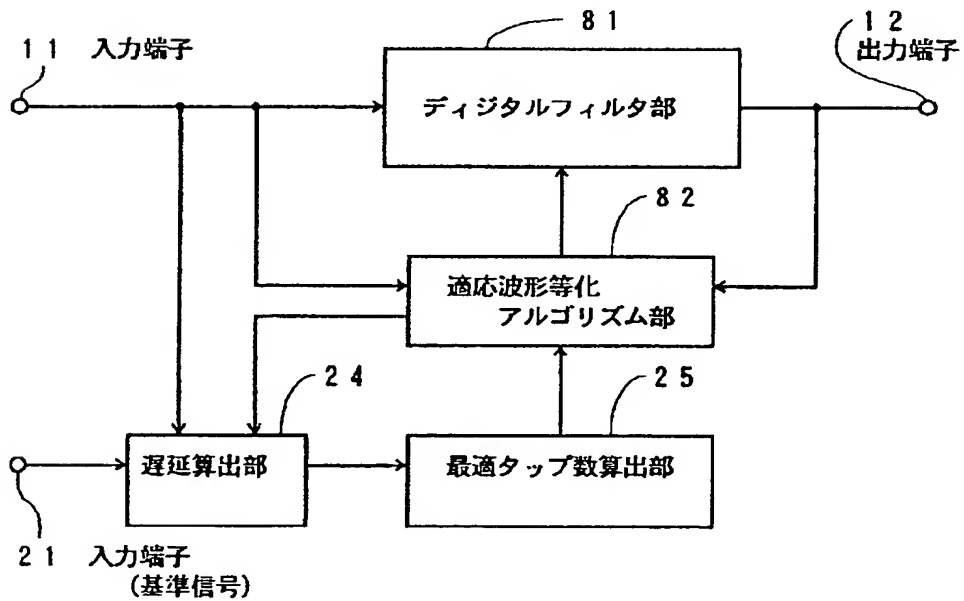 81
12
11 入力端子
出力端子
ディジタルフィルタ部
82
適応波形等化
アルゴリズム部
24
25
遅延算出部
最適タップ数算出部
21 入力端子
(基準信号)